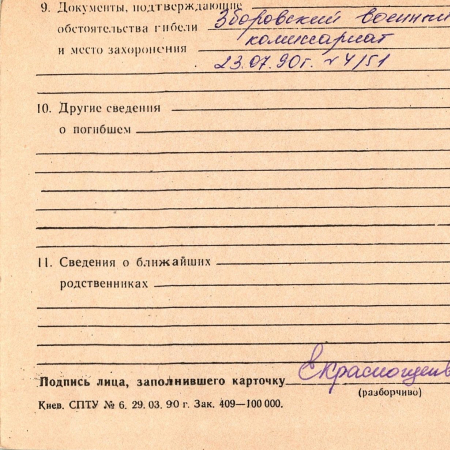 9. Документы, подтверждающие
обстоятельства гибели Зборовский военный
и место захоронения комиссариат
23.07.90г. № 4/51
10. Другие сведения
о погибшем
11. Сведения о ближайших
родственниках
Подпись лица, заполнившего карточку
(разборчиво)
Киев. СПТУ № 6. 29. 03. 90 г. Зак. 409—100 000.